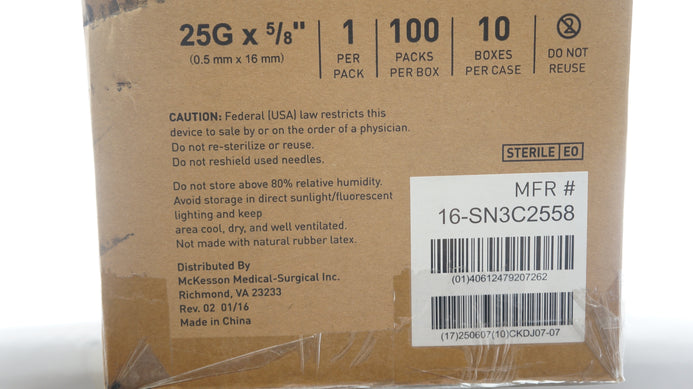 25G x 5/8"
(0.5 mm x 16 mm)
1
PER
PACK
100
PACKS
PER BOX
10
BOXES
PER CASE
2
DO NOT
REUSE
CAUTION: Federal (USA) law restricts this
device to sale by or on the order of a physician.
Do not re-sterilize or reuse.
Do not reshield used needles.
STERILE EO
Do not store above 80% relative humidity.
Avoid storage in direct sunlight/fluorescent
lighting and keep
area cool, dry, and well ventilated.
Not made with natural rubber latex.
Distributed By
McKesson Medical-Surgical Inc.
Richmond, VA 23233
Rev. 02 01/16
Made in China
MFR #
16-SN3C2558
(01)40612479207262
(17)250607(10)CKDJ07-07